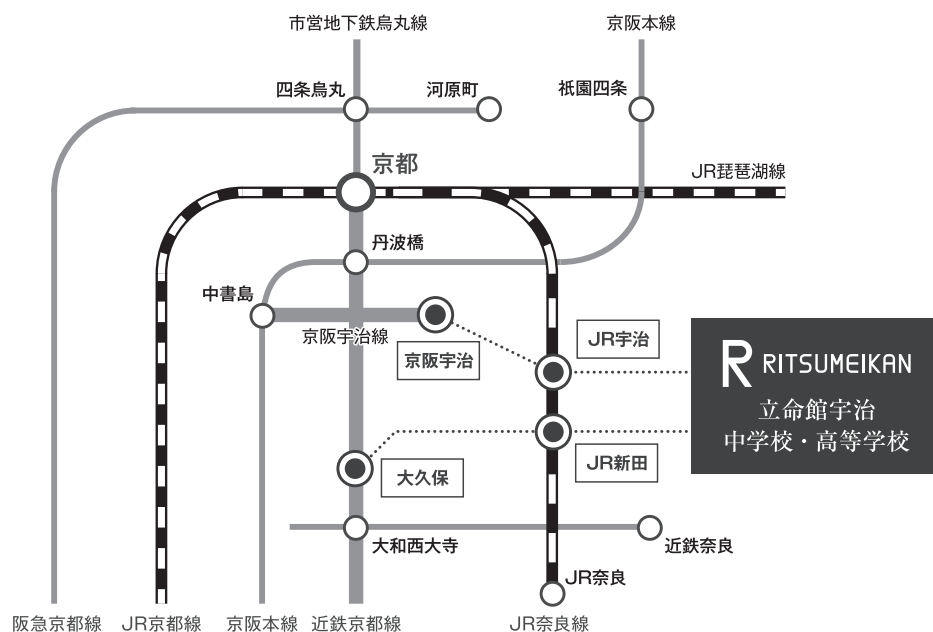 市営地下鉄烏丸線
京阪本線
四条烏丸
河原町
祇園四条
京都
JR琵琶湖線
丹波橋
中書島
京阪宇治線
京阪宇治
JR宇治
RITSUMEIKAN
立命館宇治
中学校・高等学校
JR新田
大久保
大和西大寺
近鉄奈良
JR奈良
阪急京都線
JR京都線
京阪本線
近鉄京都線
JR奈良線